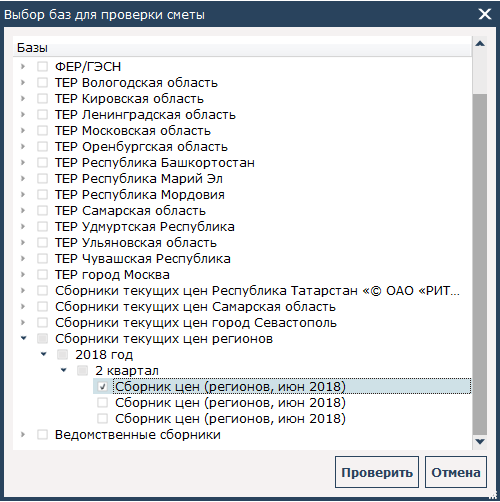 Выбор баз для проверки сметы
Базы
ФЕР/ГЭСН
ТЕР Вологодская область
ТЕР Кировская область
ТЕР Ленинградская область
ТЕР Московская область
ТЕР Оренбургская область
ТЕР Республика Башкортостан
ТЕР Республика Марий Эл
ТЕР Республика Мордовия
ТЕР Самарская область
ТЕР Удмуртская Республика
ТЕР Ульяновская область
ТЕР Чувашская Республика
ТЕР город Москва
Сборники текущих цен Республика Татарстан «© ОАО «РИТ...
Сборники текущих цен Самарская область
Сборники текущих цен город Севастополь
Сборники текущих цен регионов
2018 год
2 квартал
Сборник цен (регионов, июн 2018)
Сборник цен (регионов, июн 2018)
Сборник цен (регионов, июн 2018)
Ведомственные сборники
Проверить Отмена